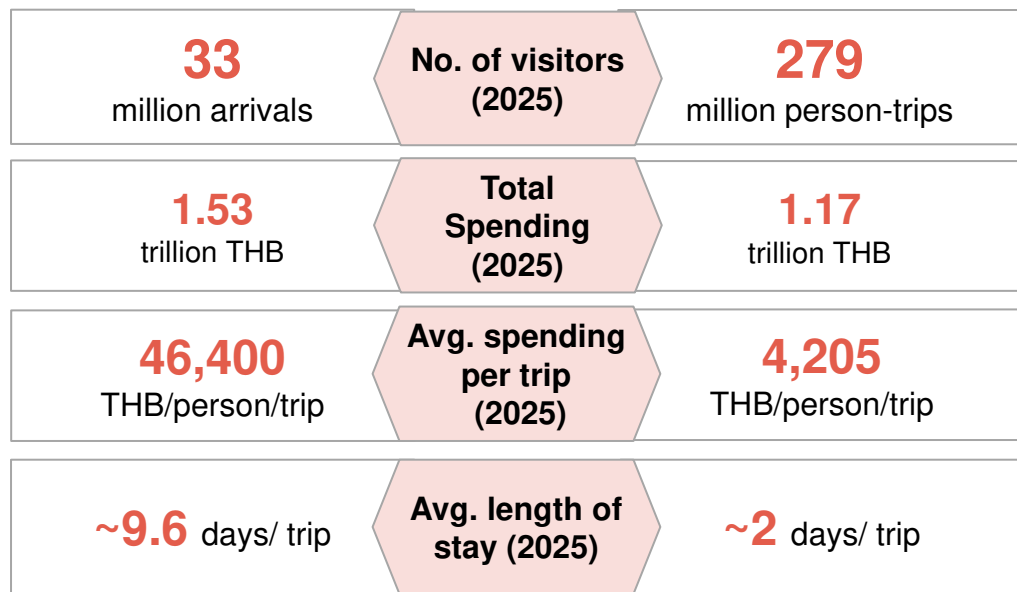 33
million arrivals
No. of visitors
(2025)
279
million person-trips
1.53
trillion THB
Total
Spending
(2025)
1.17
trillion THB
46,400
THB/person/trip
Avg. spending
per trip
(2025)
4,205
THB/person/trip
~9.6 days/ trip
Avg. length of
stay (2025)
~2 days/ trip